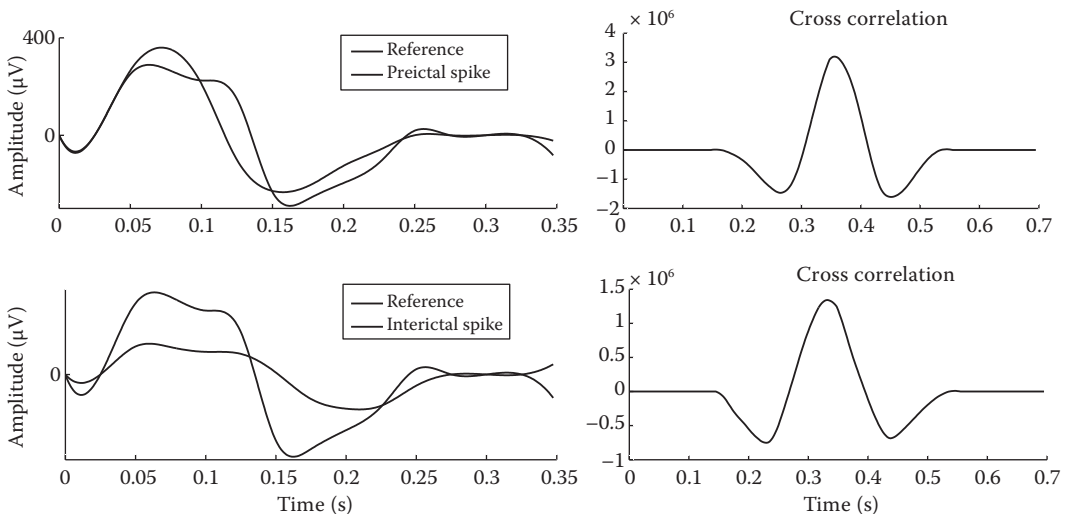 Cross correlation
× 10⁶
4
3
2
1
0
−1
−2
0 0.1 0.2 0.3 0.4 0.5 0.6 0.7
400
0
Amplitude (µV)
Reference
Preictal spike
0 0.05 0.1 0.15 0.2 0.25 0.3 0.35
Cross correlation
× 10⁶
1.5
1
0.5
0
−0.5
−1
0 0.1 0.2 0.3 0.4 0.5 0.6 0.7
Time (s)
0
Amplitude (µV)
Reference
Interictal spike
0 0.05 0.1 0.15 0.2 0.25 0.3 0.35
Time (s)